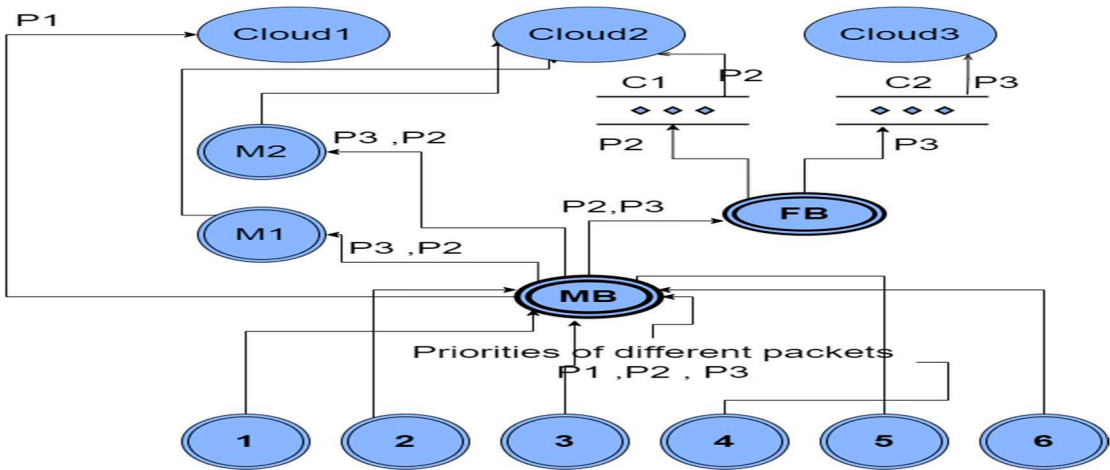 P1
Cloud1
Cloud2
Cloud3
C1
P2
C2
P3
M2
P3 ,P2
P2
P3
M1
P2,P3
FB
P3 ,P2
MB
Priorities of different packets
P1 ,P2 , P3
1
2
3
4
5
6